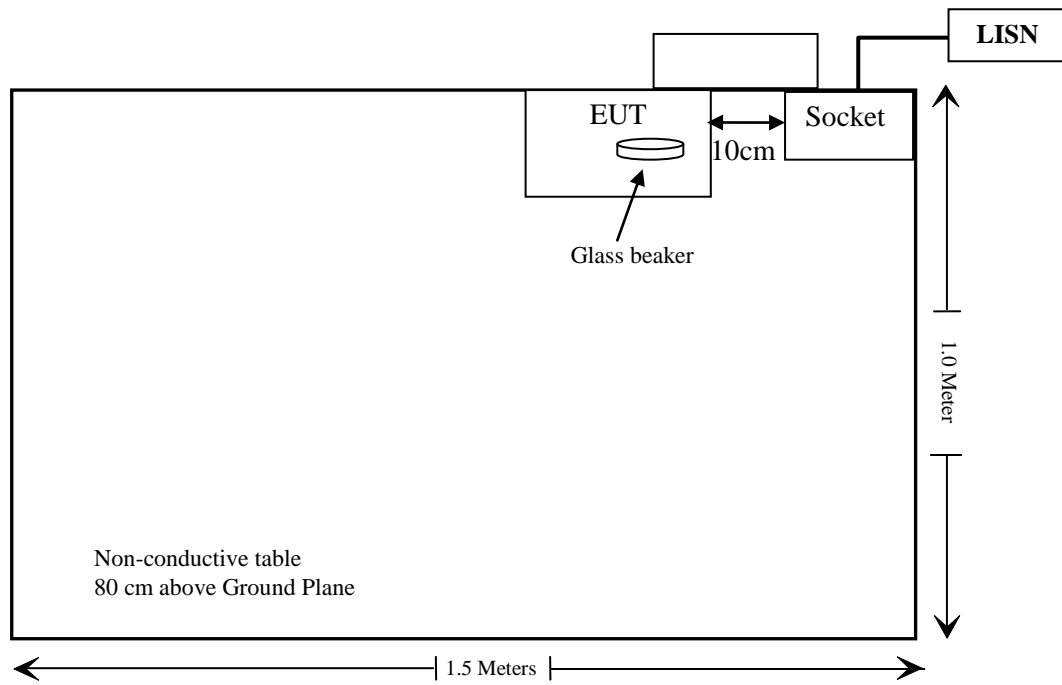 LISN
EUT
Socket
10cm
Glass beaker
1.0 Meter
Non-conductive table
80 cm above Ground Plane
1.5 Meters